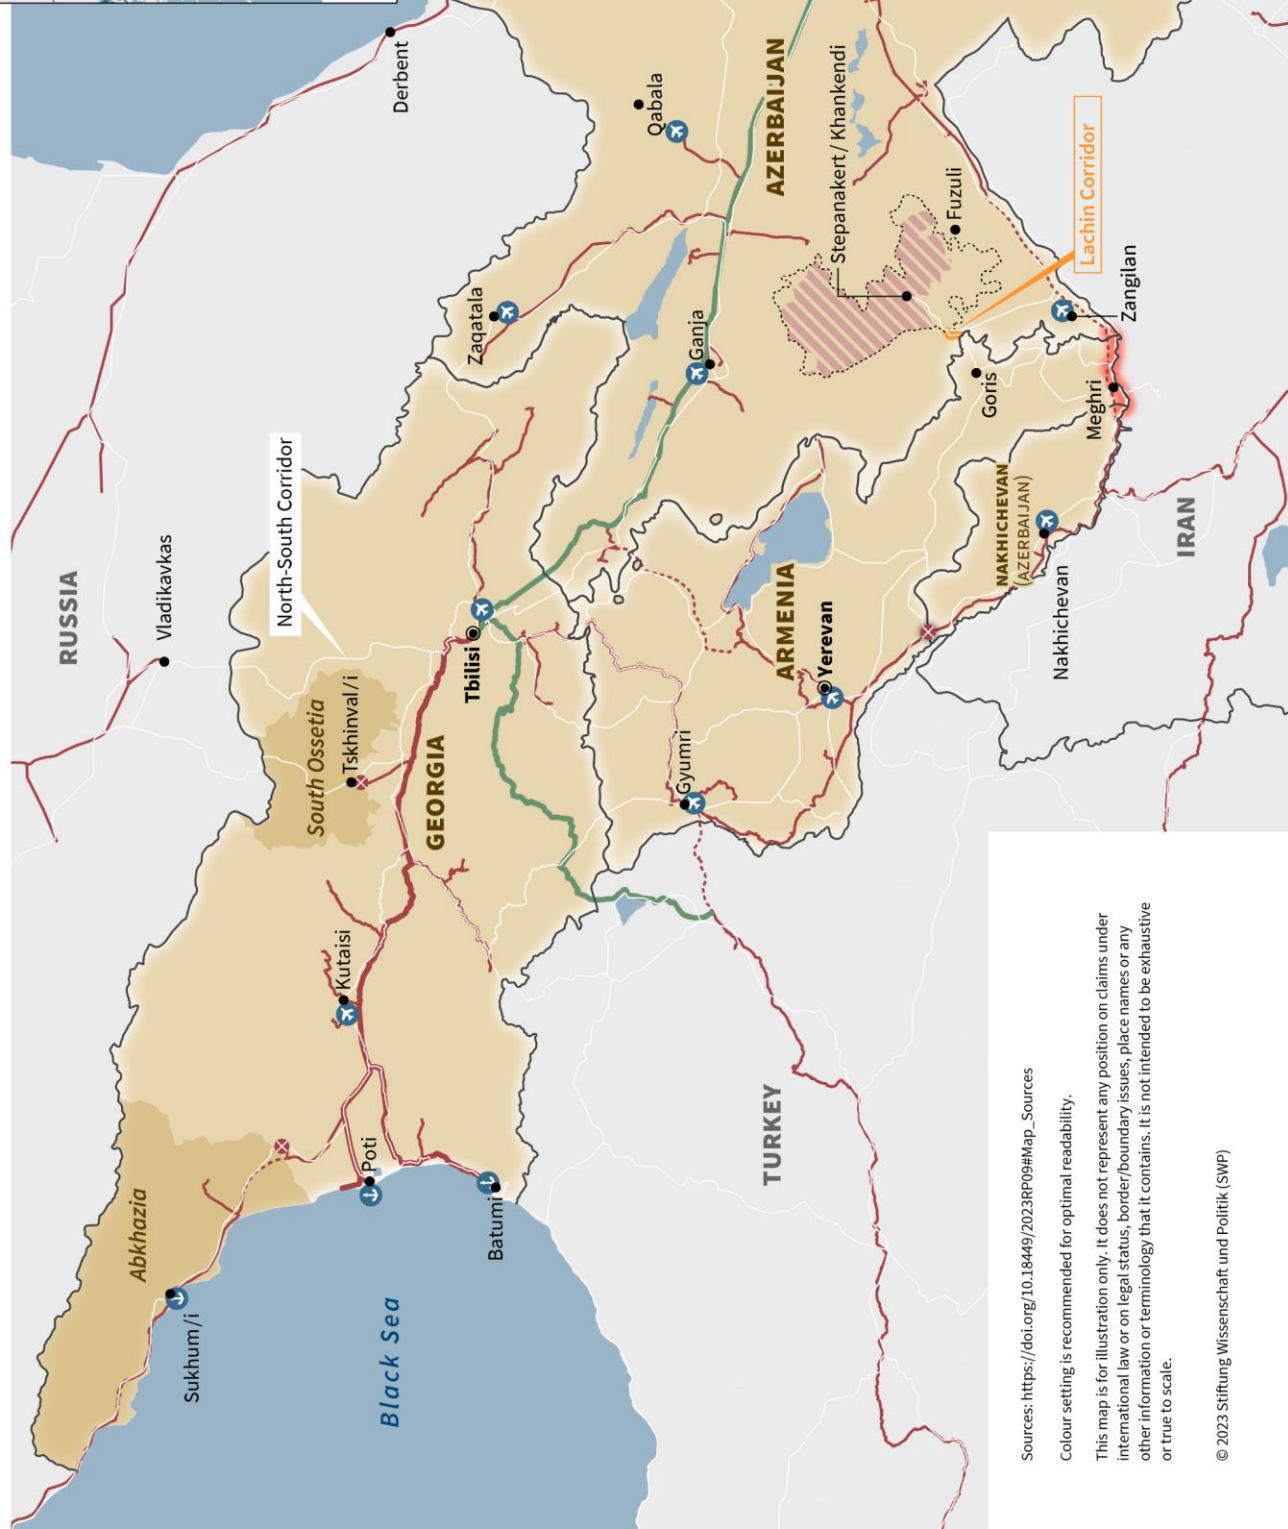 RUSSIA
Vladikavkas
Derbent
North-South Corridor
Abkhazia
Sukhum/i
South Ossetia
Tskhinval/i
Kutaisi
Poti
Batumi
Black Sea
GEORGIA
Tbilisi
Zaqatala
Qabala
AZERBAIJAN
Ganja
Stepanakert / Khankendi
Fuzuli
Lachin Corridor
Zangilan
Goris
Meghri
Gyumri
ARMENIA
Yerevan
NAKHICHEVAN
(AZERBAIJAN)
Nakhichevan
IRAN
TURKEY
Sources: https://doi.org/10.18449/2023RP09#Map_Sources
Colour setting is recommended for optimal readability.
This map is for illustration only. It does not represent any position on claims under
international law or on legal status, border/boundary issues, place names or any
other information or terminology that it contains. It is not intended to be exhaustive
or true to scale.
© 2023 Stiftung Wissenschaft und Politik (SWP)